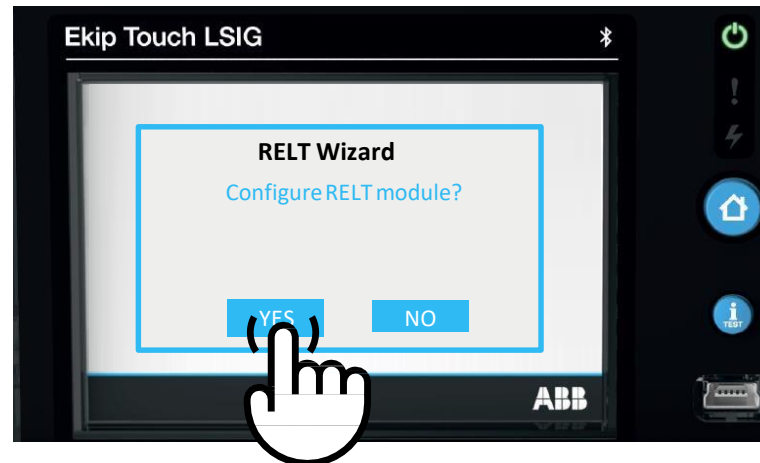 Ekip Touch LSIG
RELT Wizard
Configure RELT module?
YES
NO
TEST
ABB